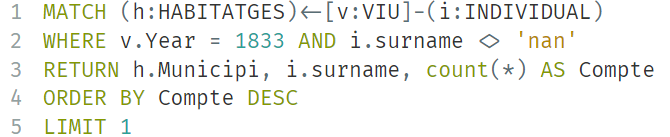 1 MATCH (h:HABITATGES)<-[v:VIU]-(i:INDIVIDUAL)
2 WHERE v.Year = 1833 AND i.surname <> 'nan'
3 RETURN h.Municipi, i.surname, count(*) AS Compte
4 ORDER BY Compte DESC
5 LIMIT 1